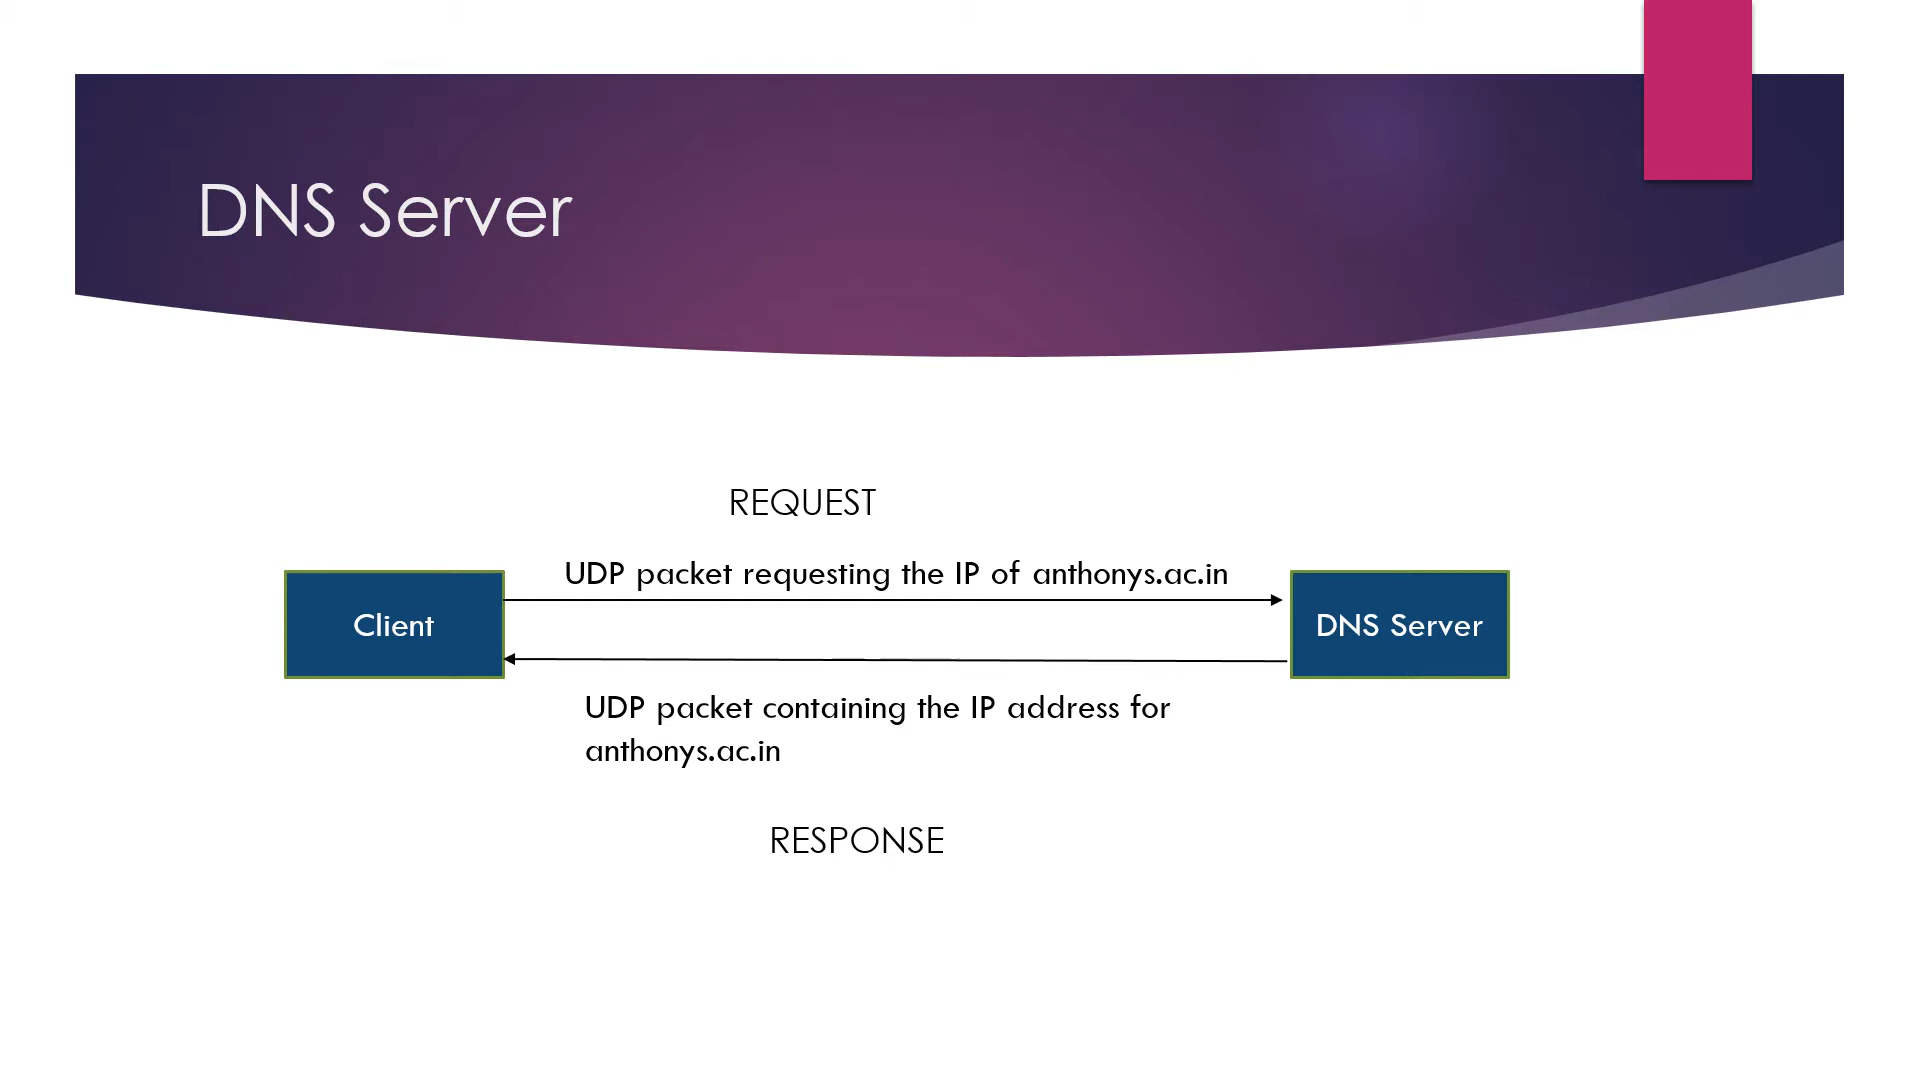 DNS Server
REQUEST
UDP packet requesting the IP of anthonys.ac.in
Client
DNS Server
UDP packet containing the IP address for
anthonys.ac.in
RESPONSE